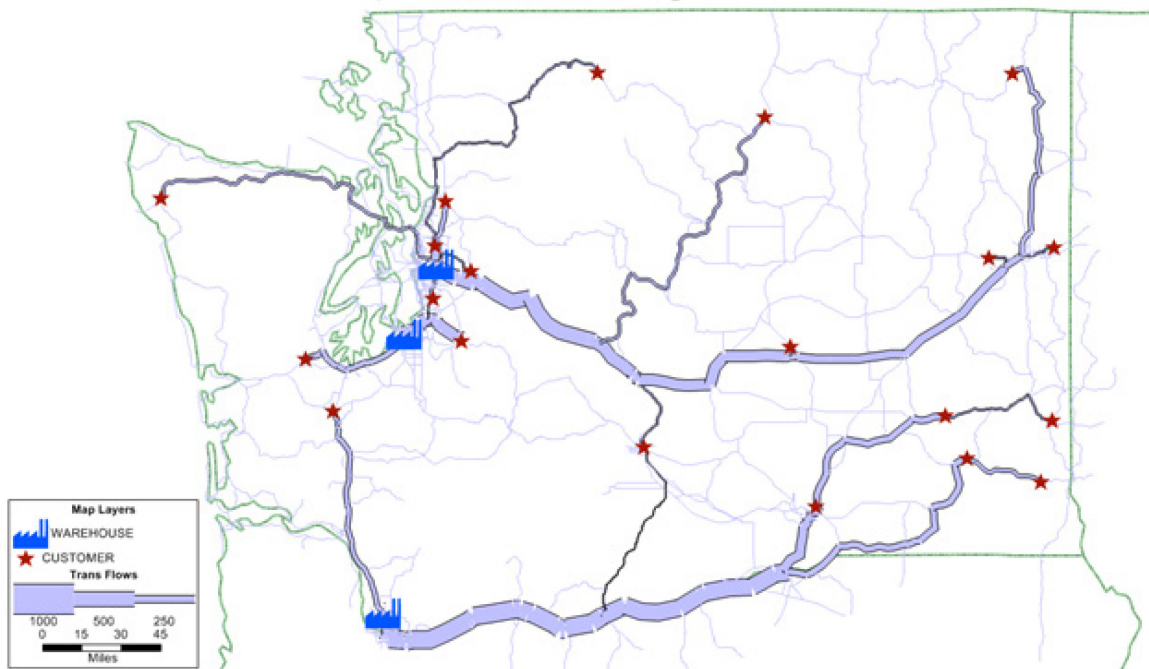 Map Layers
WAREHOUSE
CUSTOMER
Trans Flows
1000 500 250
0 15 30 45
Miles